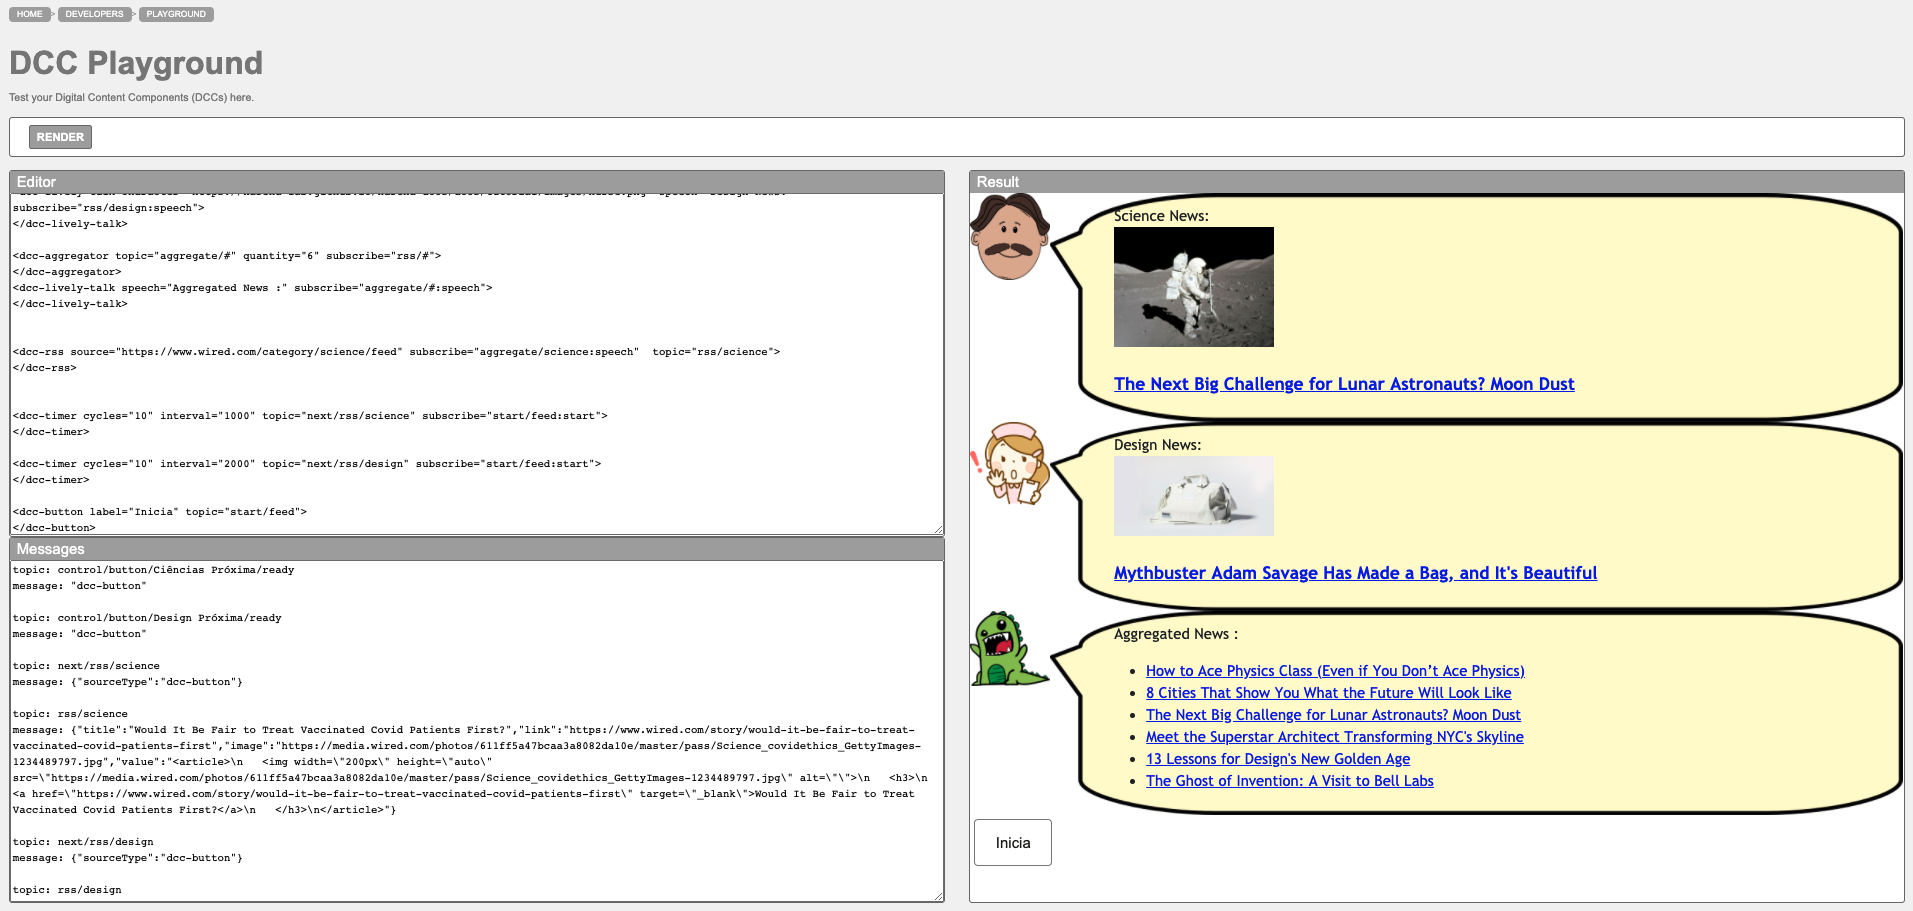 HOME > DEVELOPERS > PLAYGROUND
DCC Playground
Test your Digital Content Components (DCCs) here.
RENDER
Editor
subscribe="rss/design:speech">
</dcc-lively-talk>
<dcc-aggregator topic="aggregate/#" quantity="6" subscribe="rss/#">
</dcc-aggregator>
<dcc-lively-talk speech="Aggregated News :" subscribe="aggregate/#:speech">
</dcc-lively-talk>
<dcc-rss source="https://www.wired.com/category/science/feed" subscribe="aggregate/science:speech"  topic="rss/science">
</dcc-rss>
<dcc-timer cycles="10" interval="1000" topic="next/rss/science" subscribe="start/feed:start">
</dcc-timer>
<dcc-timer cycles="10" interval="2000" topic="next/rss/design" subscribe="start/feed:start">
</dcc-timer>
<dcc-button label="Inicia" topic="start/feed">
</dcc-button>
Messages
topic: control/button/Ciências Próxima/ready
message: "dcc-button"
topic: control/button/Design Próxima/ready
message: "dcc-button"
topic: next/rss/science
message: {"sourceType":"dcc-button"}
topic: rss/science
message: {"title":"Would It Be Fair to Treat Vaccinated Covid Patients First?","link":"https://www.wired.com/story/would-it-be-fair-to-treat-
vaccinated-covid-patients-first","image":"https://media.wired.com/photos/611ff5a47bcaa3a8082da10e/master/pass/Science_covidethics_GettyImages-
1234489797.jpg","value":"<article>\n   <img width=\"200px\" height=\"auto\"
src=\"https://media.wired.com/photos/611ff5a47bcaa3a8082da10e/master/pass/Science_covidethics_GettyImages-1234489797.jpg\" alt=\"\">\n   <h3>\n
<a href=\"https://www.wired.com/story/would-it-be-fair-to-treat-vaccinated-covid-patients-first\" target=\"_blank\">Would It Be Fair to Treat
Vaccinated Covid Patients First?</a>\n   </h3>\n</article>"}
topic: next/rss/design
message: {"sourceType":"dcc-button"}
topic: rss/design
Result
Science News:
The Next Big Challenge for Lunar Astronauts? Moon Dust
Design News:
Mythbuster Adam Savage Has Made a Bag, and It's Beautiful
Aggregated News :
• How to Ace Physics Class (Even if You Don’t Ace Physics)
• 8 Cities That Show You What the Future Will Look Like
• The Next Big Challenge for Lunar Astronauts? Moon Dust
• Meet the Superstar Architect Transforming NYC's Skyline
• 13 Lessons for Design's New Golden Age
• The Ghost of Invention: A Visit to Bell Labs
Inicia